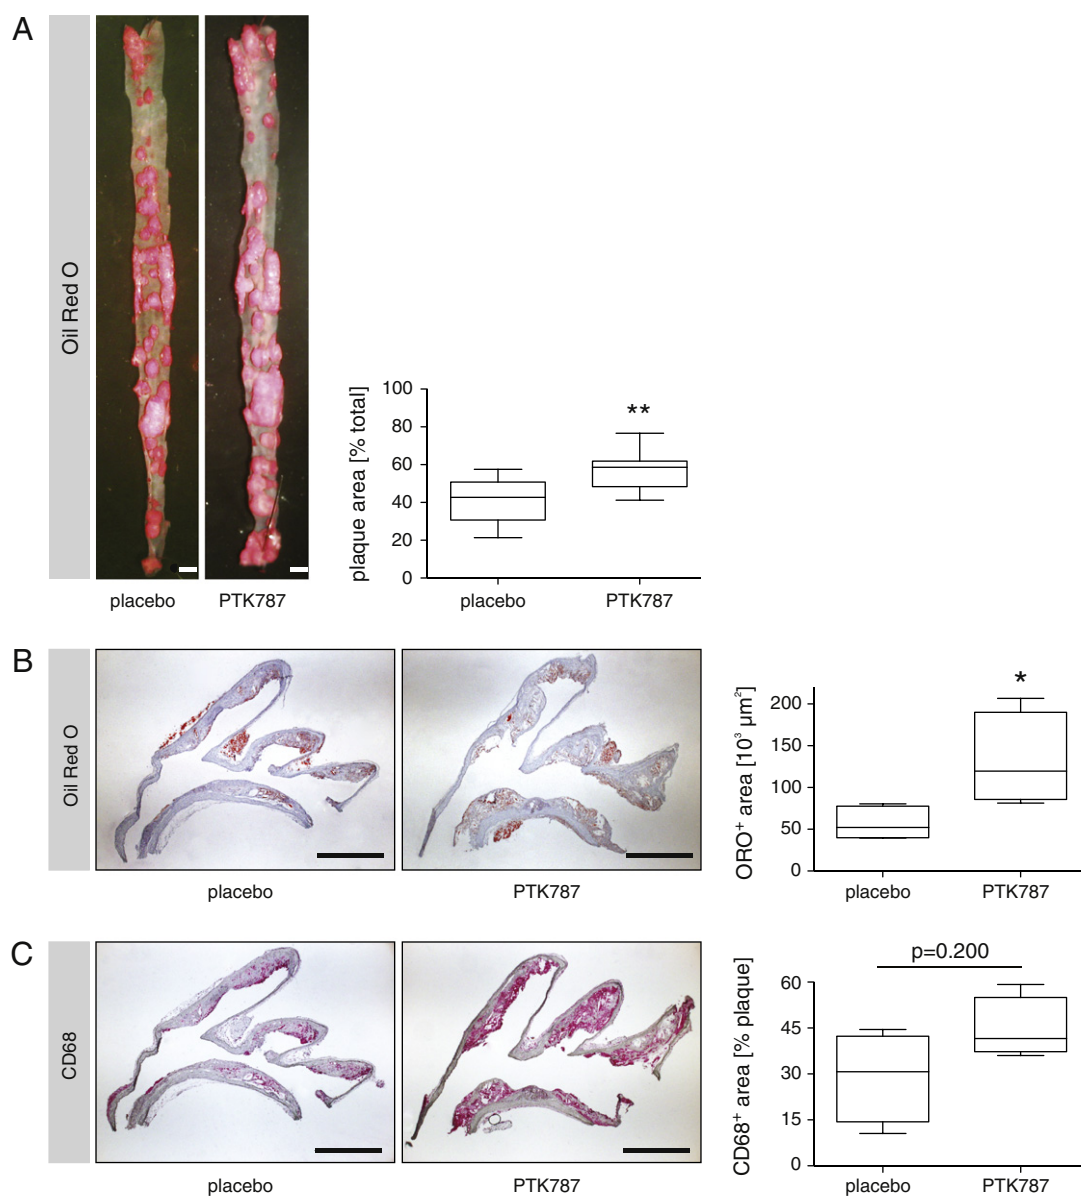 A
Oil Red O
placebo
PTK787
plaque area [% total]
100
80
60
40
20
0
**
placebo
PTK787
B
Oil Red O
placebo
PTK787
ORO⁺ area [10³ µm²]
200
150
100
50
0
*
placebo
PTK787
C
CD68
placebo
PTK787
CD68⁺ area [% plaque]
60
45
30
15
0
p=0.200
placebo
PTK787